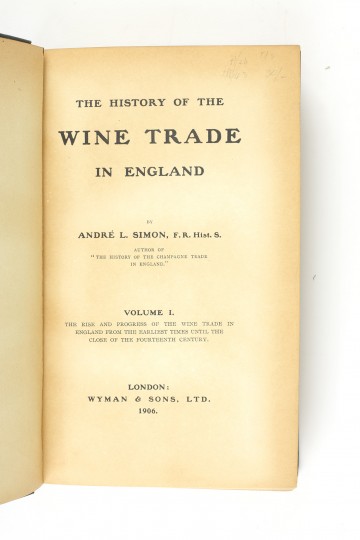 THE HISTORY OF THE
WINE TRADE
IN ENGLAND
BY
ANDRÉ L. SIMON, F.R.Hist.S.
AUTHOR OF
"THE HISTORY OF THE CHAMPAGNE TRADE
IN ENGLAND."
VOLUME I.
THE RISE AND PROGRESS OF THE WINE TRADE IN
ENGLAND FROM THE EARLIEST TIMES UNTIL THE
CLOSE OF THE FOURTEENTH CENTURY.
LONDON:
WYMAN & SONS, LTD.
1906.